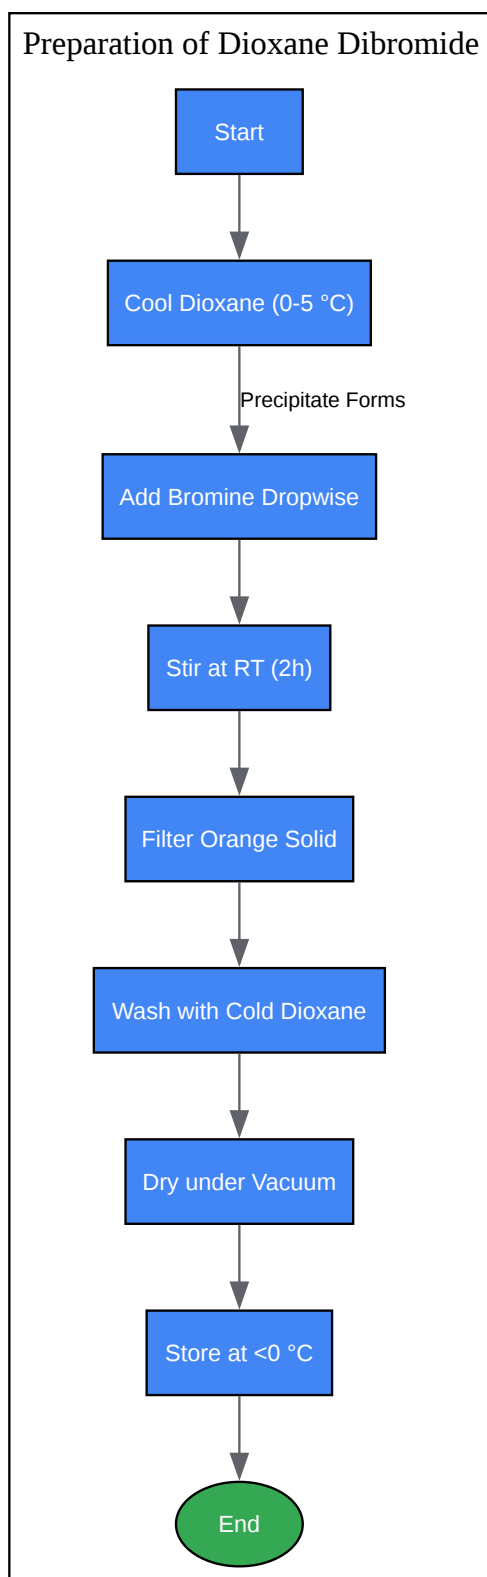 Preparation of Dioxane Dibromide
Start
Cool Dioxane (0-5 °C)
Precipitate Forms
Add Bromine Dropwise
Stir at RT (2h)
Filter Orange Solid
Wash with Cold Dioxane
Dry under Vacuum
Store at <0 °C
End